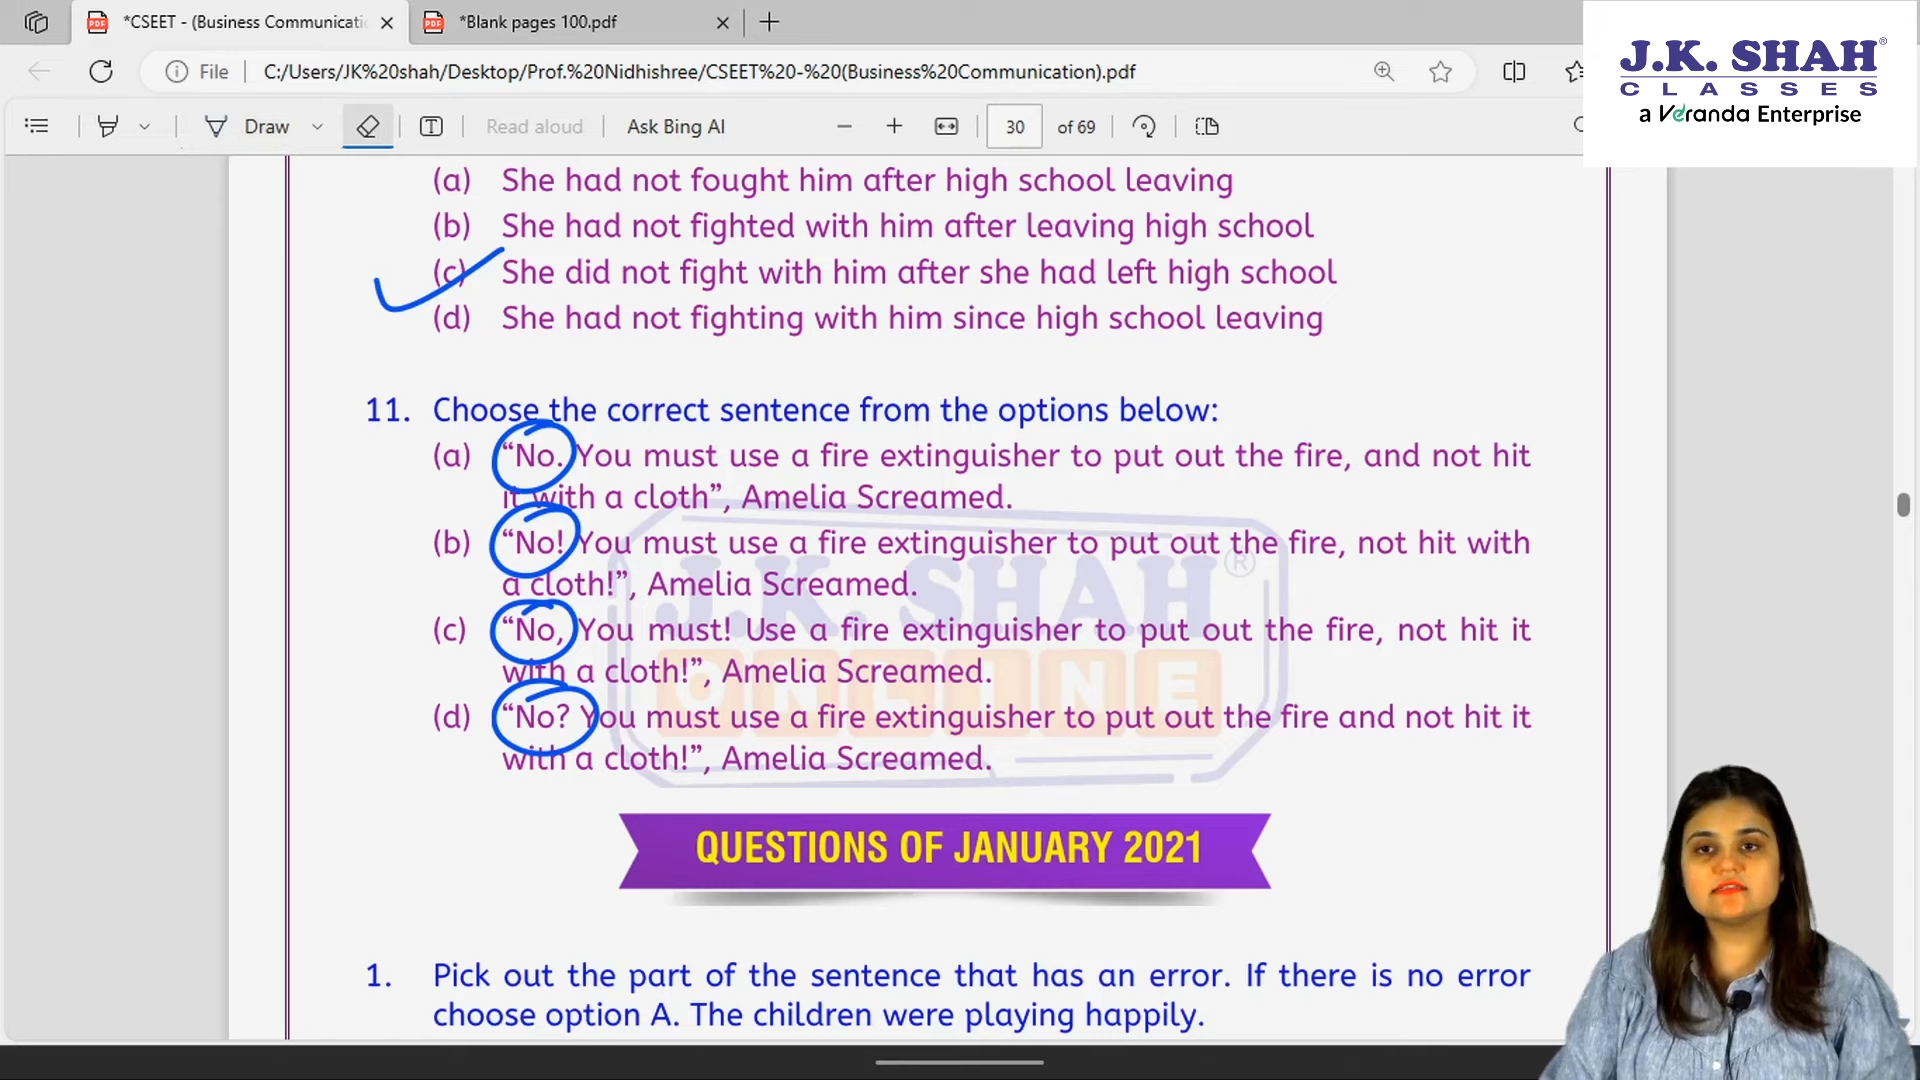 *CSEET - (Business Communicati
*Blank pages 100.pdf
File
C:/Users/JK%20shah/Desktop/Prof.%20Nidhishree/CSEET%20-%20(Business%20Communication).pdf
J.K. SHAH®
CLASSES
a Veranda Enterprise
Draw
Read aloud
Ask Bing AI
30
of 69
(a) She had not fought him after high school leaving
(b) She had not fighted with him after leaving high school
(c) She did not fight with him after she had left high school
(d) She had not fighting with him since high school leaving
11. Choose the correct sentence from the options below:
(a) “No. You must use a fire extinguisher to put out the fire, and not hit
it with a cloth”, Amelia Screamed.
(b) “No! You must use a fire extinguisher to put out the fire, not hit with
a cloth!”, Amelia Screamed.
(c) “No, You must! Use a fire extinguisher to put out the fire, not hit it
with a cloth!”, Amelia Screamed.
(d) “No? You must use a fire extinguisher to put out the fire and not hit it
with a cloth!”, Amelia Screamed.
J.K. SHAH®
ONLINE
QUESTIONS OF JANUARY 2021
1. Pick out the part of the sentence that has an error. If there is no error
choose option A. The children were playing happily.